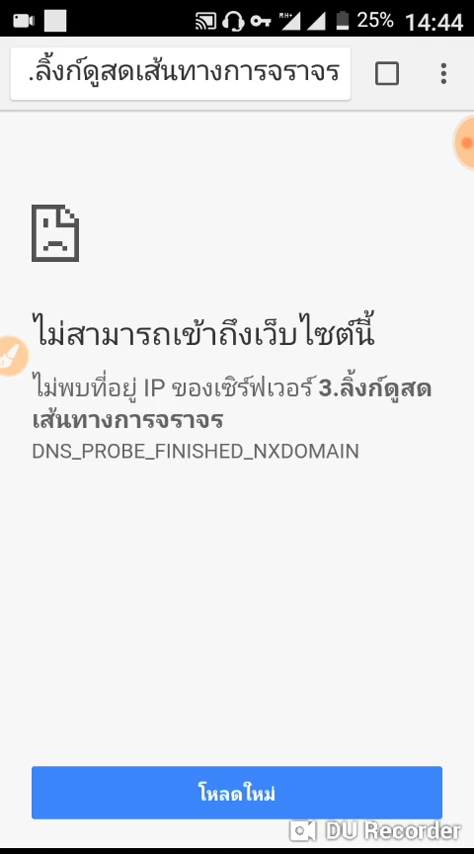 25% 14:44
.ลิ้งก์ดูสดเส้นทางการจราจร
ไม่สามารถเข้าถึงเว็บไซต์นี้
ไม่พบที่อยู่ IP ของเซิร์ฟเวอร์ 3.ลิ้งก์ดูสด
เส้นทางการจราจร
DNS_PROBE_FINISHED_NXDOMAIN
โหลดใหม่
DU Recorder